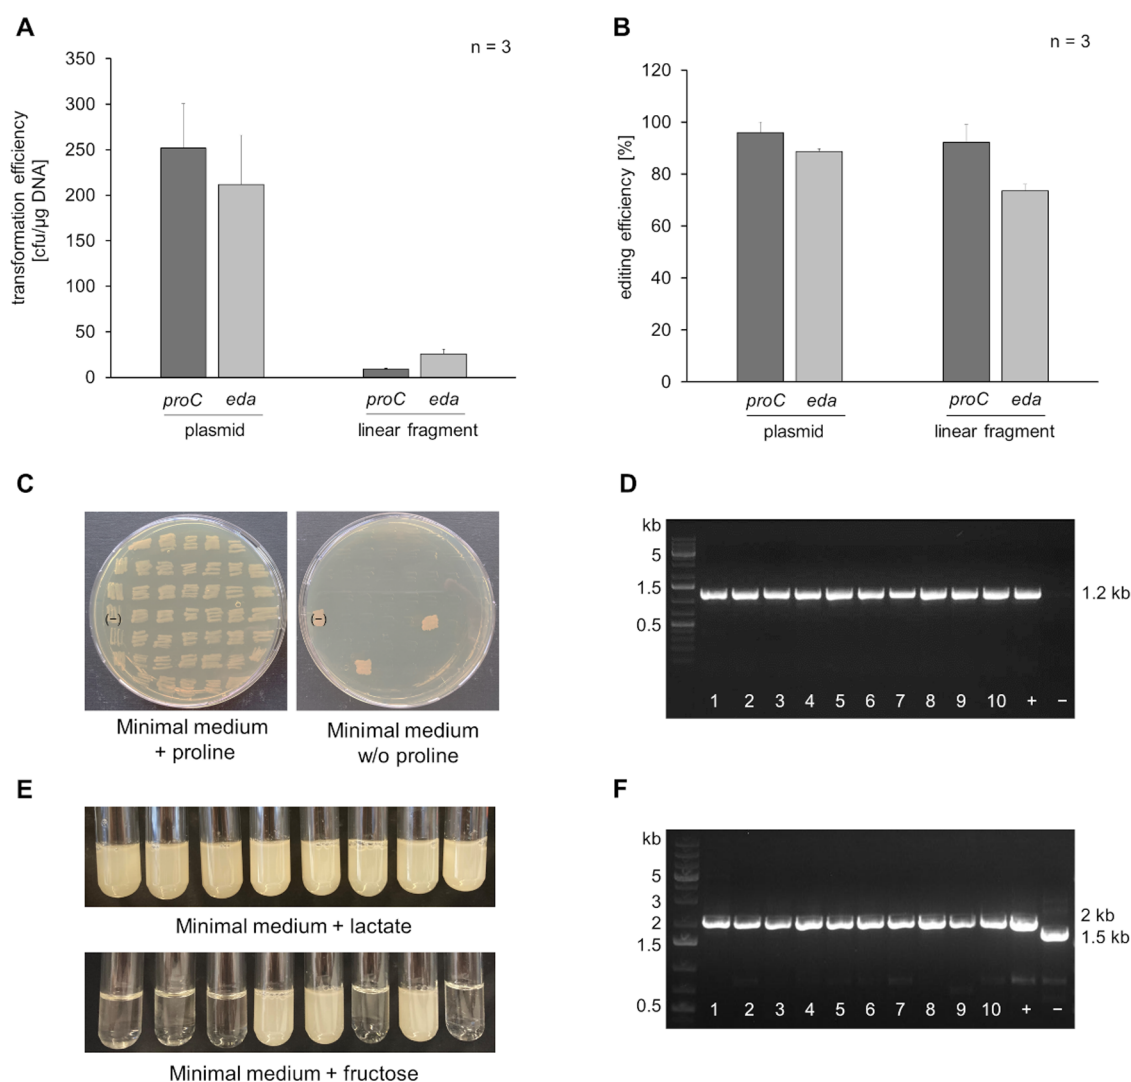 A
n = 3
transformation efficiency
[cfu/µg DNA]
350
300
250
200
150
100
50
0
proC eda proC eda
plasmid linear fragment
B
n = 3
editing efficiency [%]
120
100
80
60
40
20
0
proC eda proC eda
plasmid linear fragment
C
(-) (-)
Minimal medium
+ proline
Minimal medium
w/o proline
D
kb
5
1.5
0.5
1.2 kb
1 2 3 4 5 6 7 8 9 10 + −
E
Minimal medium + lactate
Minimal medium + fructose
F
kb
5
3
2
1.5
0.5
2 kb
1.5 kb
1 2 3 4 5 6 7 8 9 10 + −